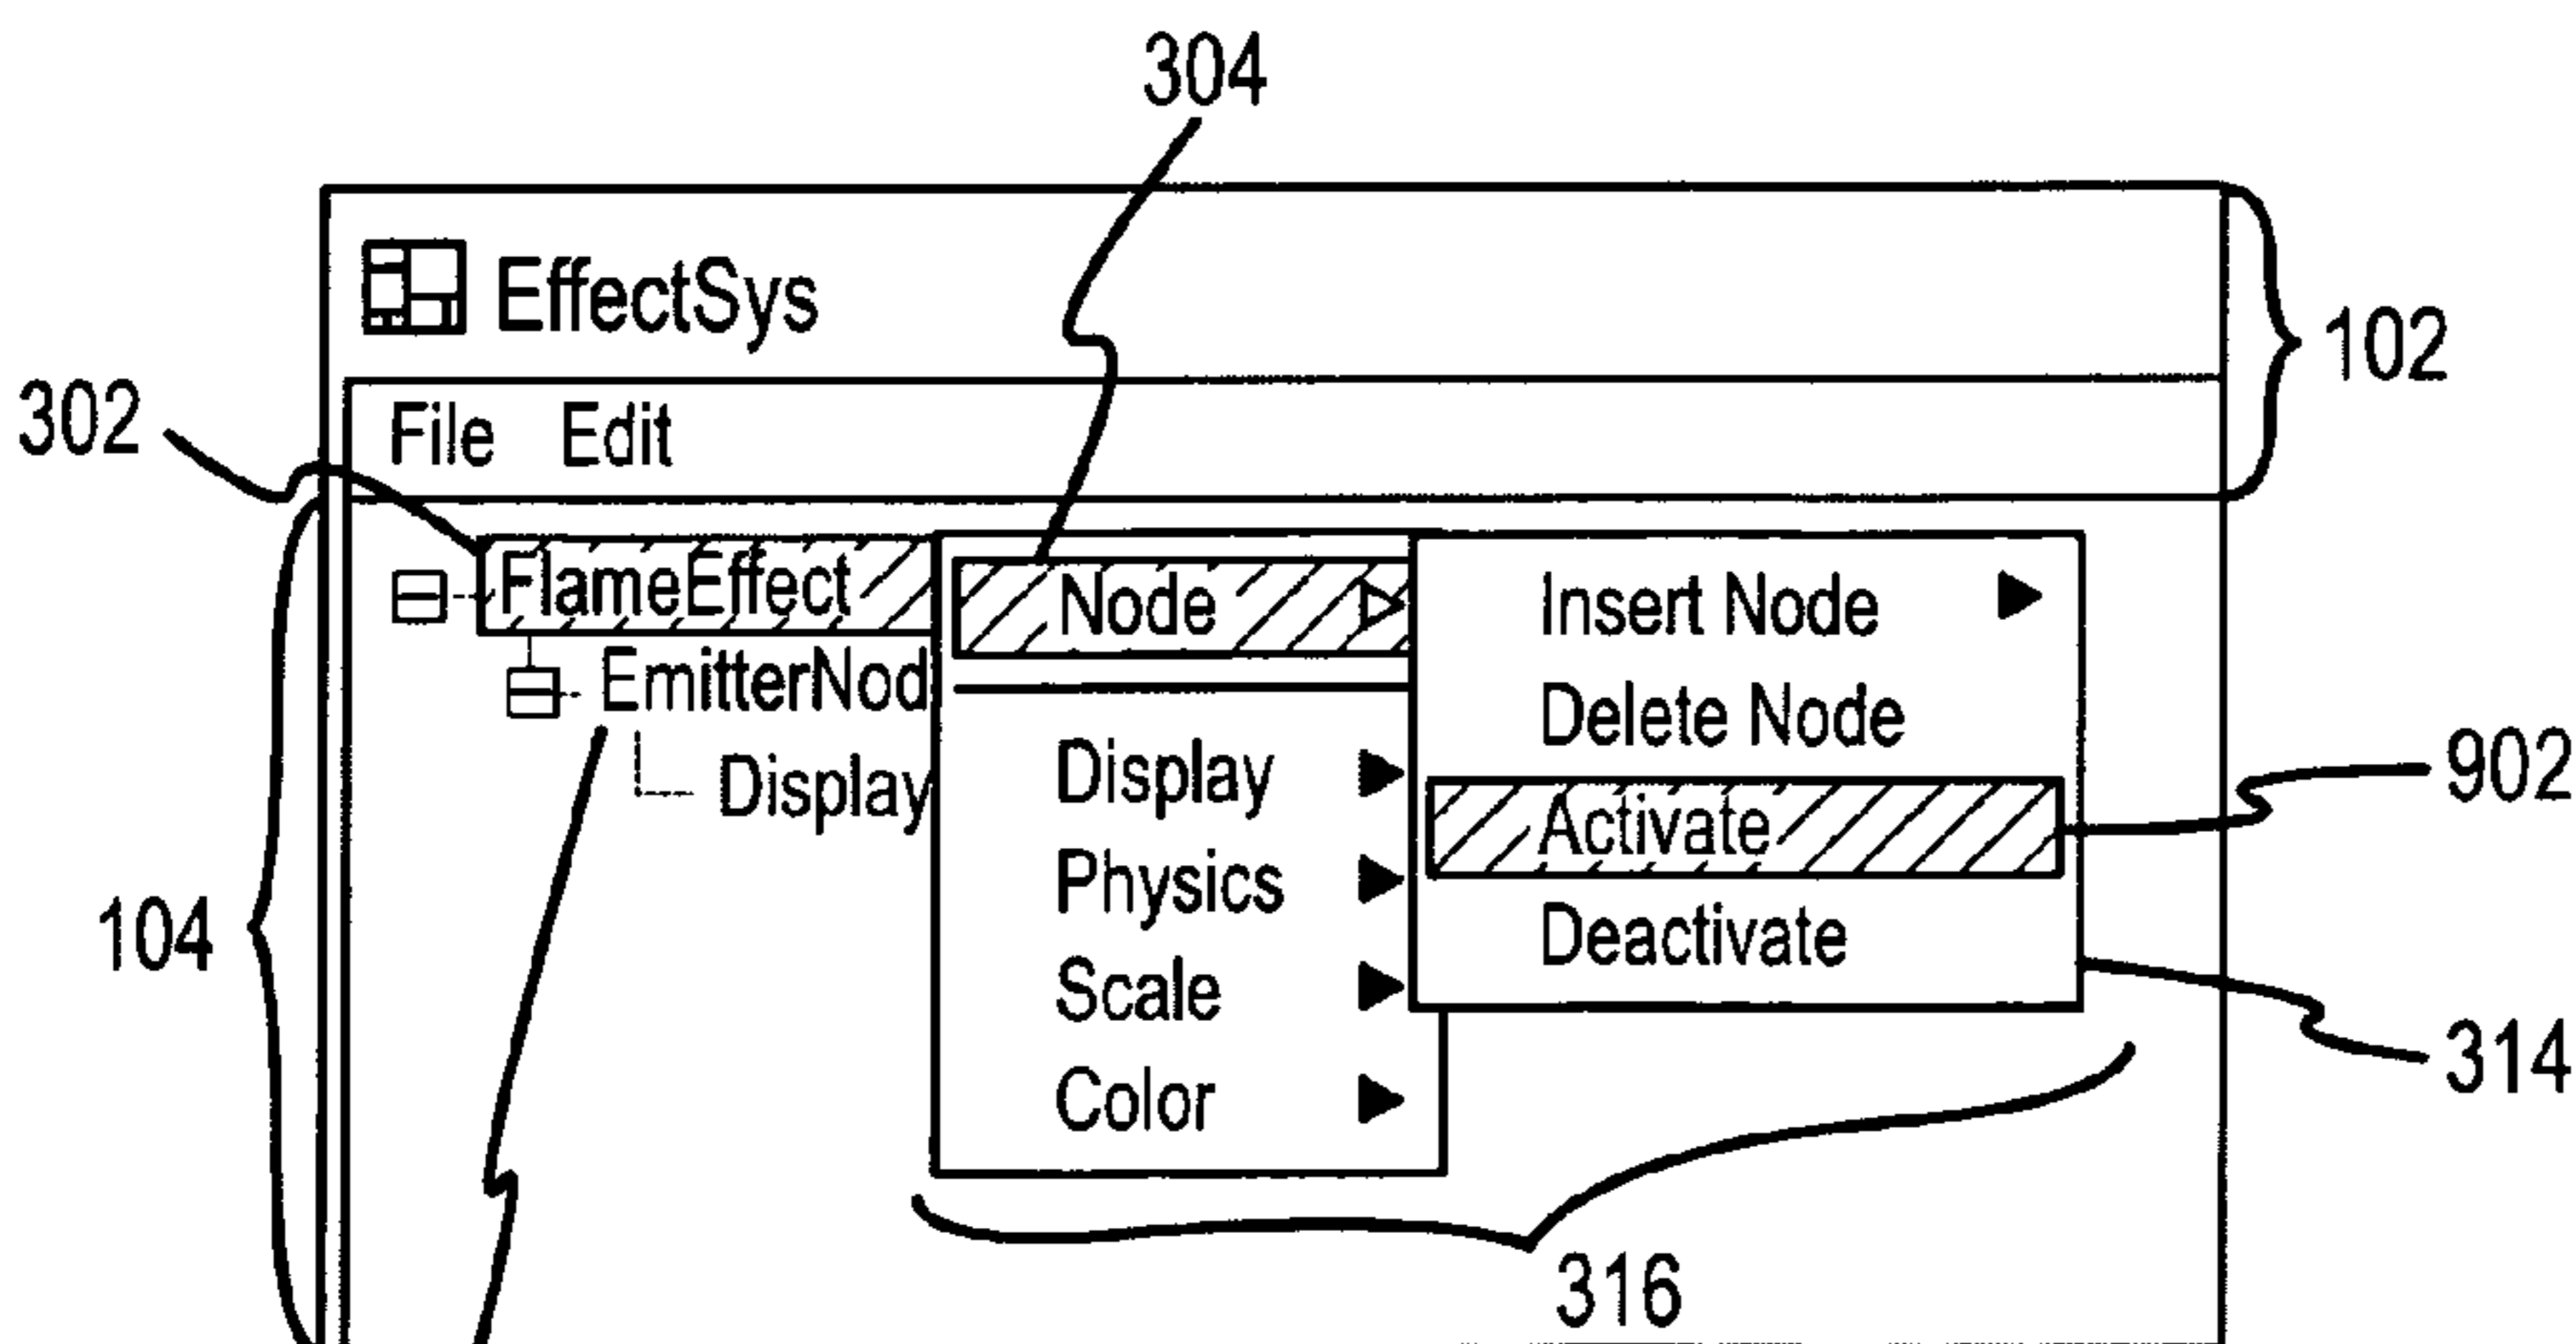 304
EffectSys
102
302
File Edit
FlameEffect
Node
Insert Node
EmitterNod
Delete Node
Display
Display
Activate
902
Physics
104
Deactivate
Scale
314
Color
316